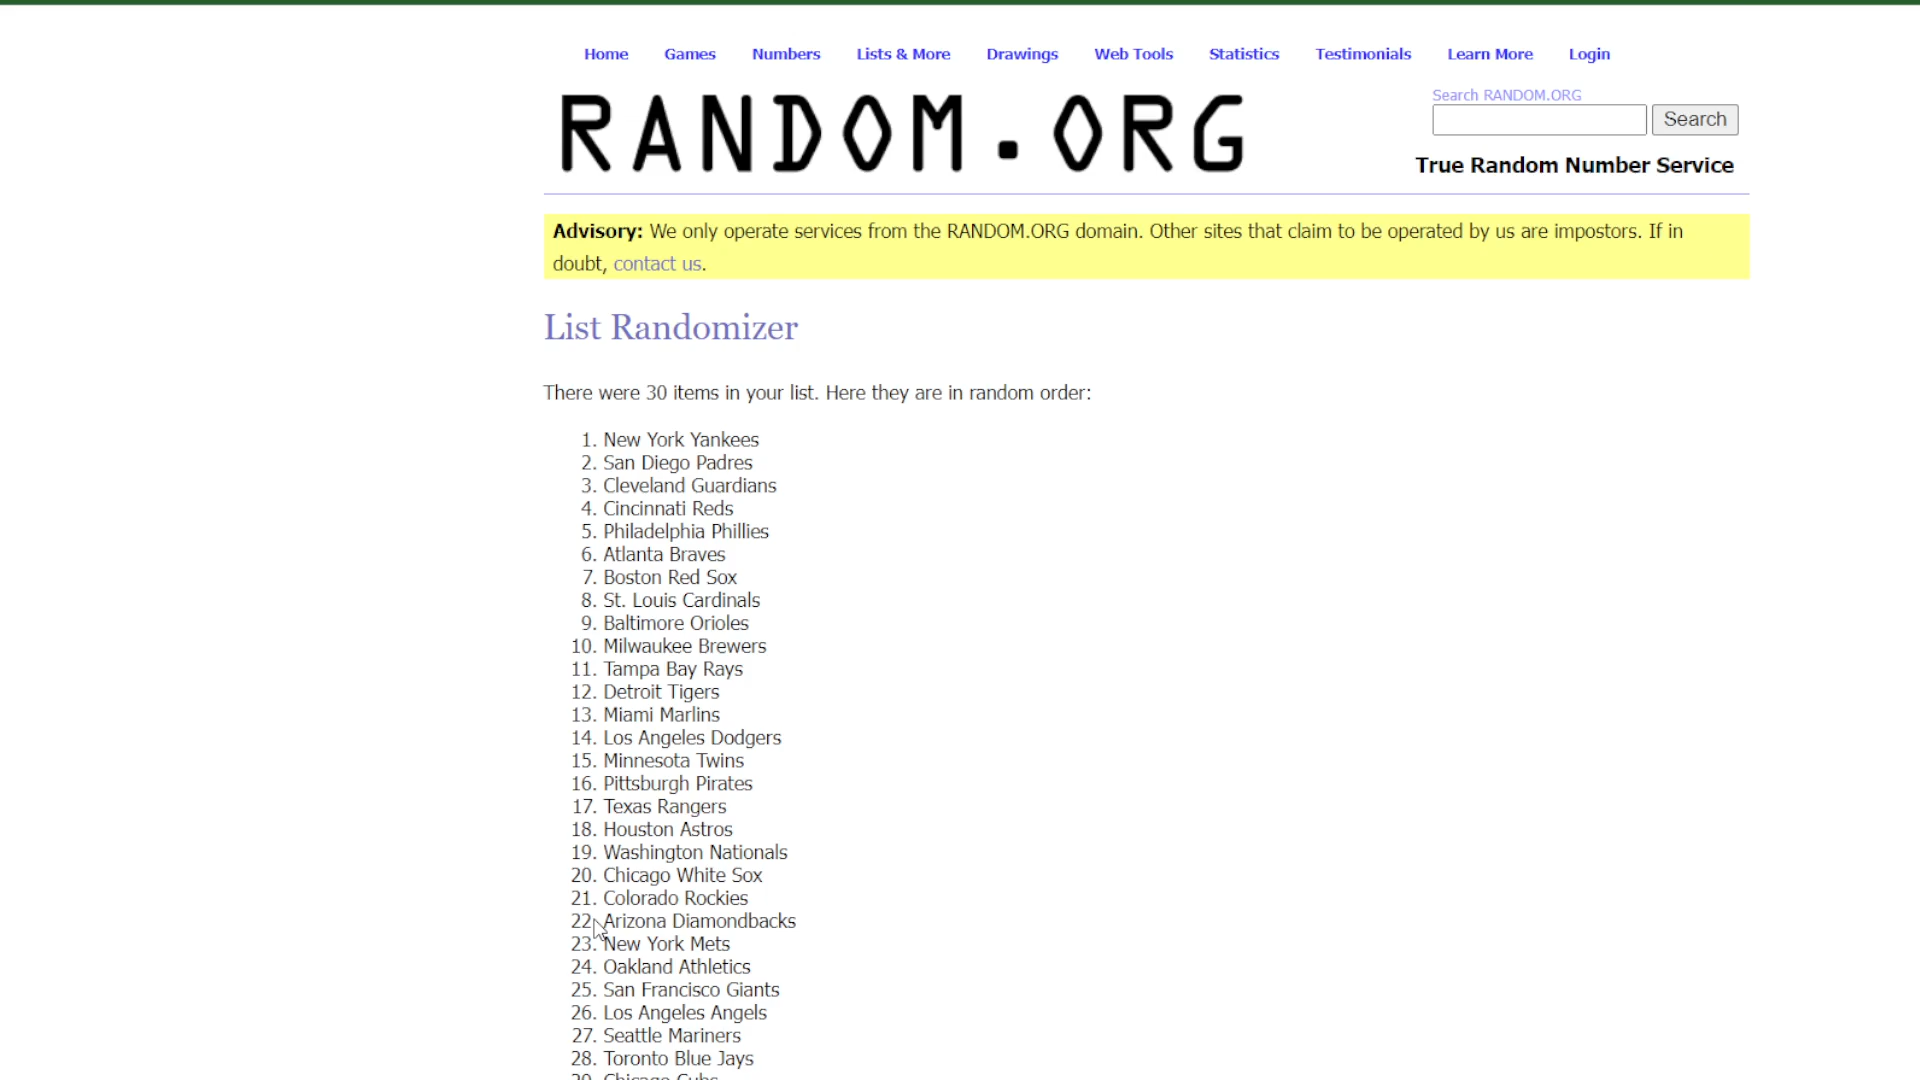 Home Games Numbers Lists & More Drawings Web Tools Statistics Testimonials Learn More Login
RANDOM.ORG
Search RANDOM.ORG
Search
True Random Number Service
Advisory: We only operate services from the RANDOM.ORG domain. Other sites that claim to be operated by us are impostors. If in
doubt, contact us.
List Randomizer
There were 30 items in your list. Here they are in random order:
1. New York Yankees
2. San Diego Padres
3. Cleveland Guardians
4. Cincinnati Reds
5. Philadelphia Phillies
6. Atlanta Braves
7. Boston Red Sox
8. St. Louis Cardinals
9. Baltimore Orioles
10. Milwaukee Brewers
11. Tampa Bay Rays
12. Detroit Tigers
13. Miami Marlins
14. Los Angeles Dodgers
15. Minnesota Twins
16. Pittsburgh Pirates
17. Texas Rangers
18. Houston Astros
19. Washington Nationals
20. Chicago White Sox
21. Colorado Rockies
22. Arizona Diamondbacks
23. New York Mets
24. Oakland Athletics
25. San Francisco Giants
26. Los Angeles Angels
27. Seattle Mariners
28. Toronto Blue Jays
29. Chicago Cubs